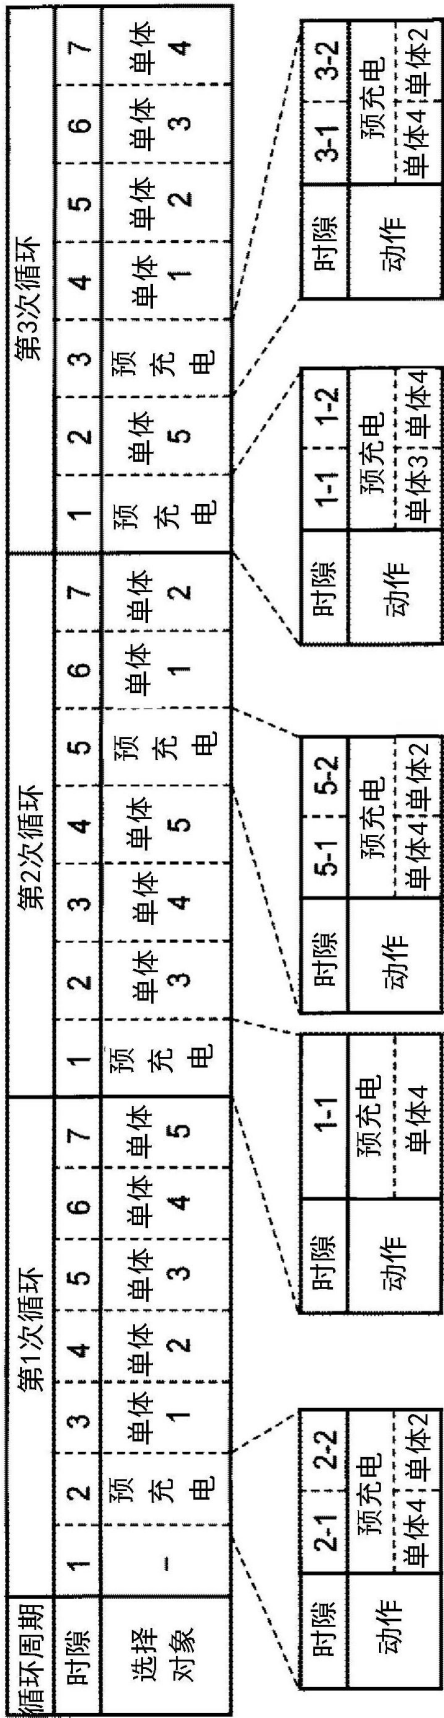 循环周期 第1次循环 第2次循环 第3次循环
时隙 1 2 3 4 5 6 7 1 2 3 4 5 6 7 1 2 3 4 5 6 7
选择对象 – 预充电 单体1 单体2 单体3 单体4 单体5 预充电 单体3 单体4 单体5 预充电 单体1 单体2 预充电 单体5 预充电 单体1 单体2 单体3 单体4
时隙 2-1 2-2
动作 预充电
单体4 单体2
时隙 1-1
动作 预充电
单体4
时隙 5-1 5-2
动作 预充电
单体4 单体2
时隙 1-1 1-2
动作 预充电
单体3 单体4
时隙 3-1 3-2
动作 预充电
单体4 单体2